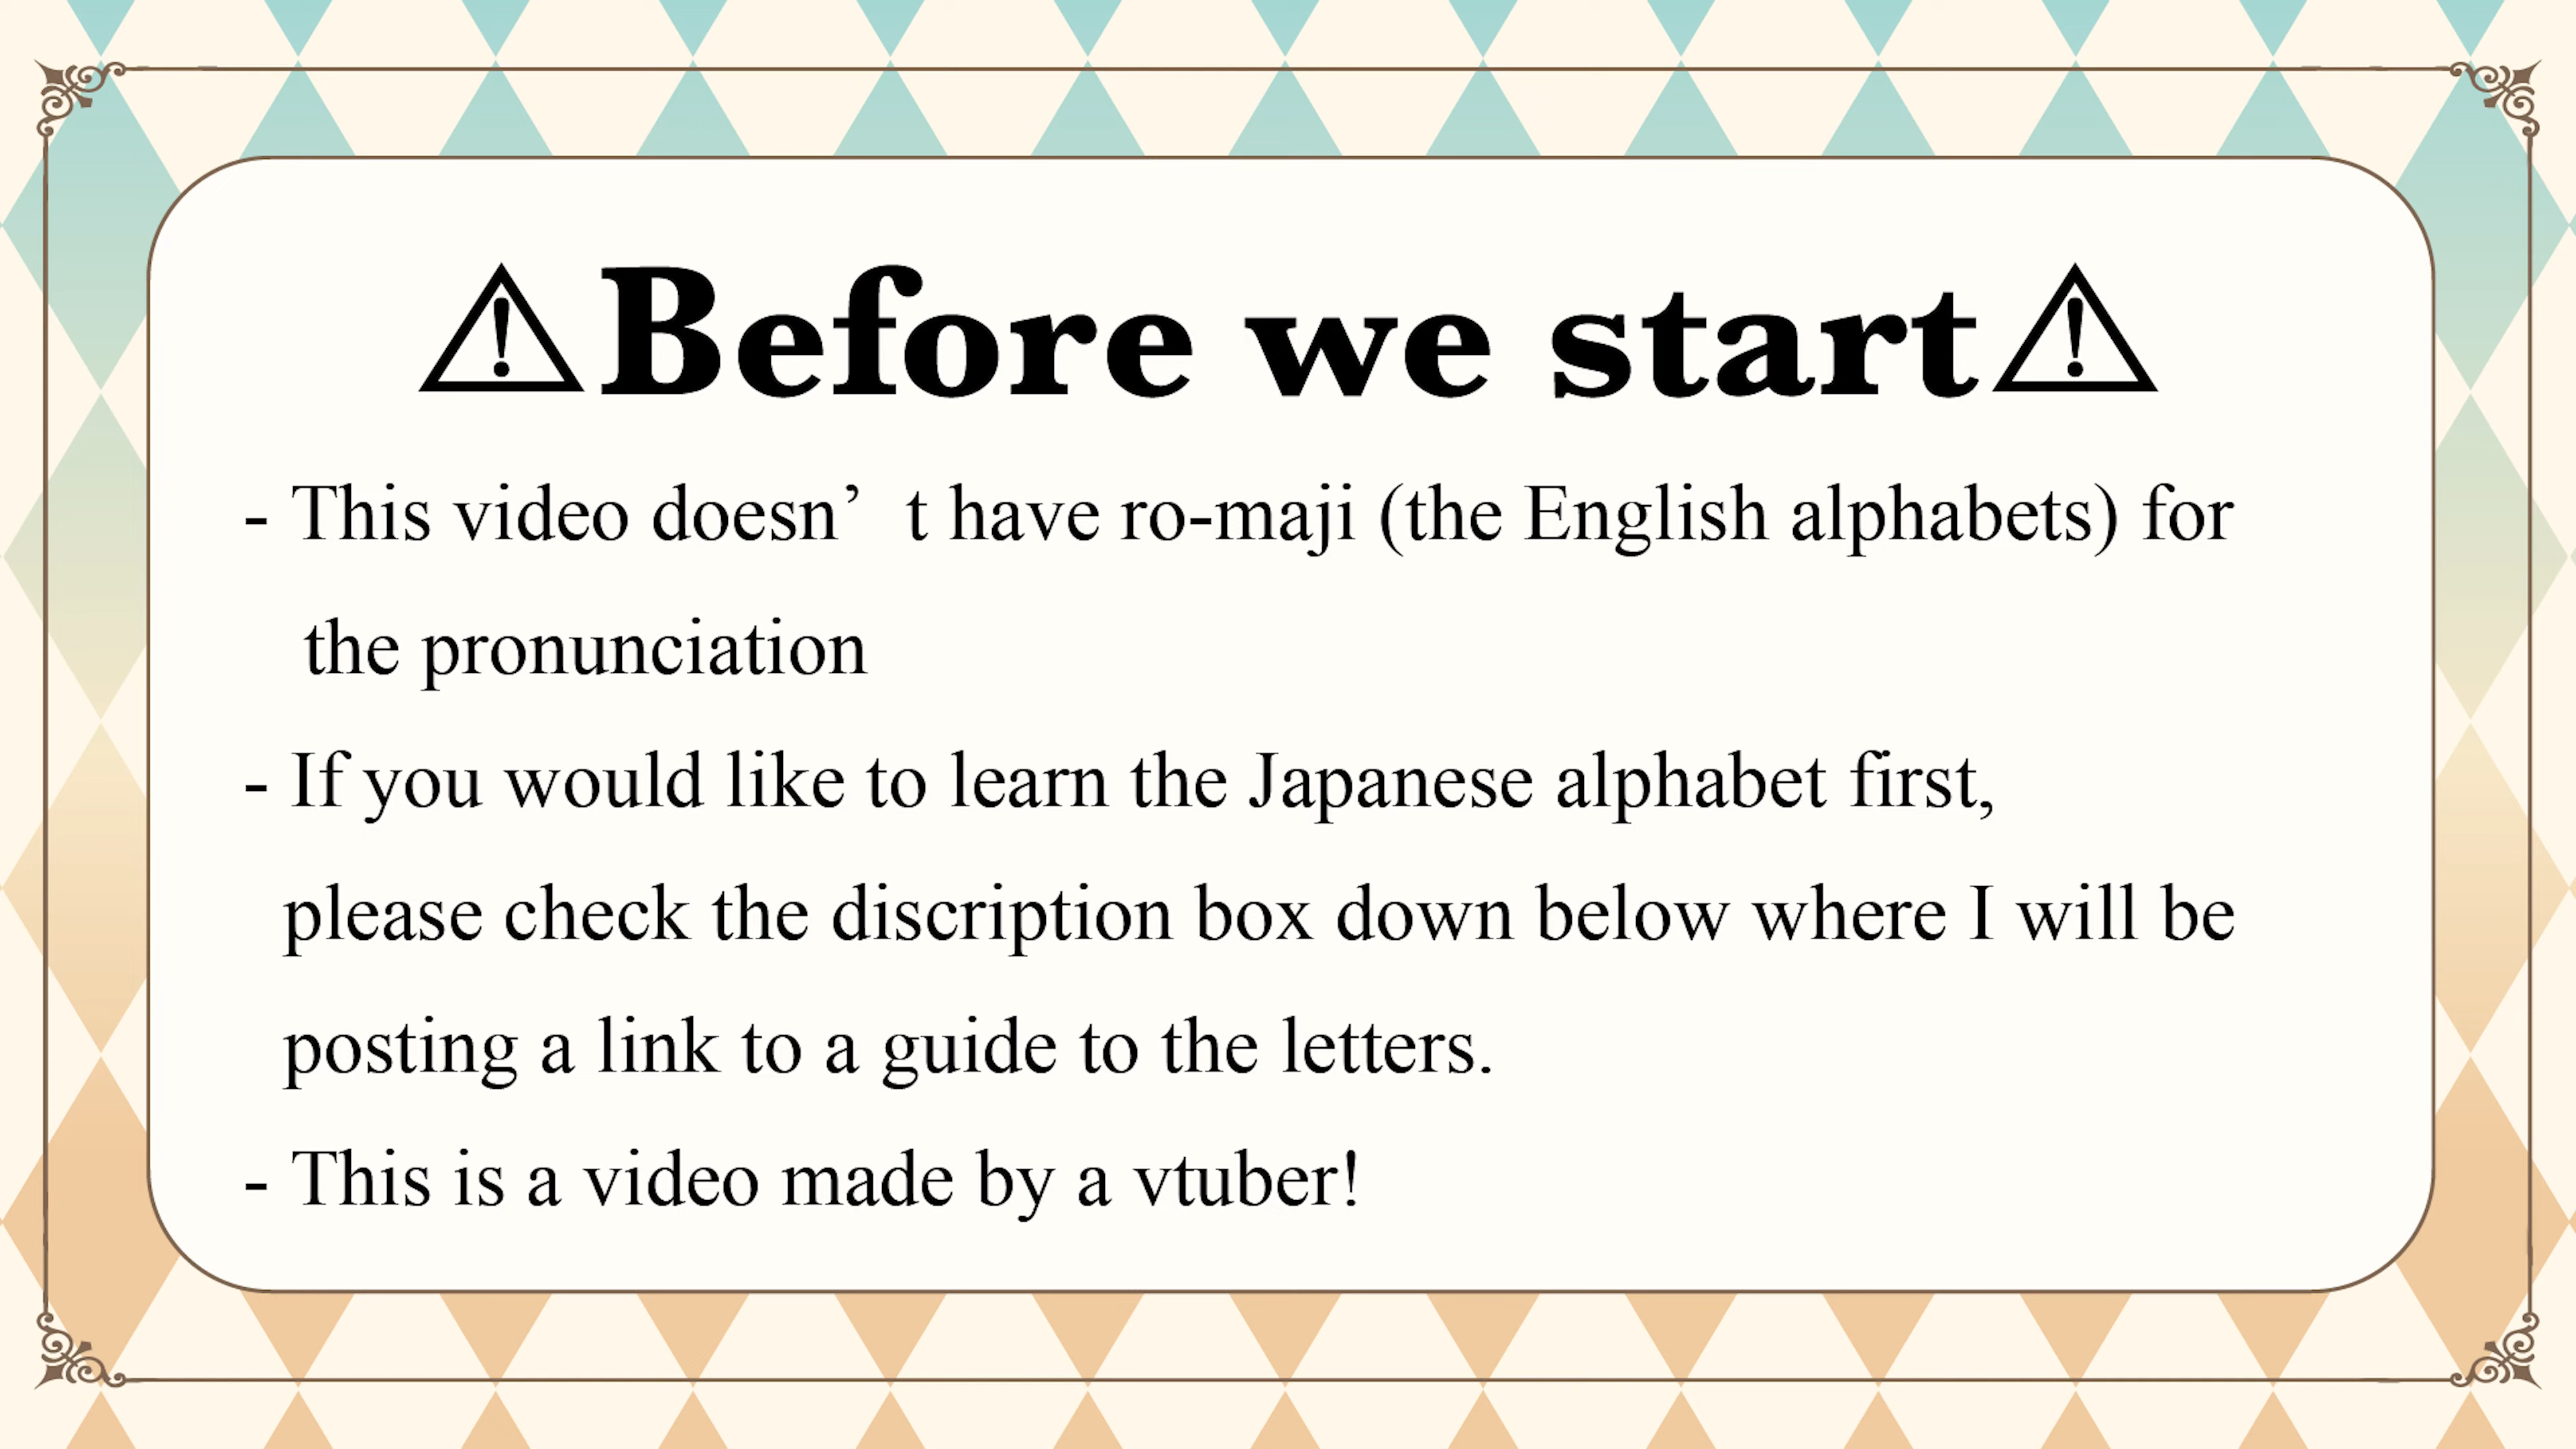 ⚠Before we start⚠
- This video doesn’ t have ro-maji (the English alphabets) for
the pronunciation
- If you would like to learn the Japanese alphabet first,
please check the discription box down below where I will be
posting a link to a guide to the letters.
- This is a video made by a vtuber!